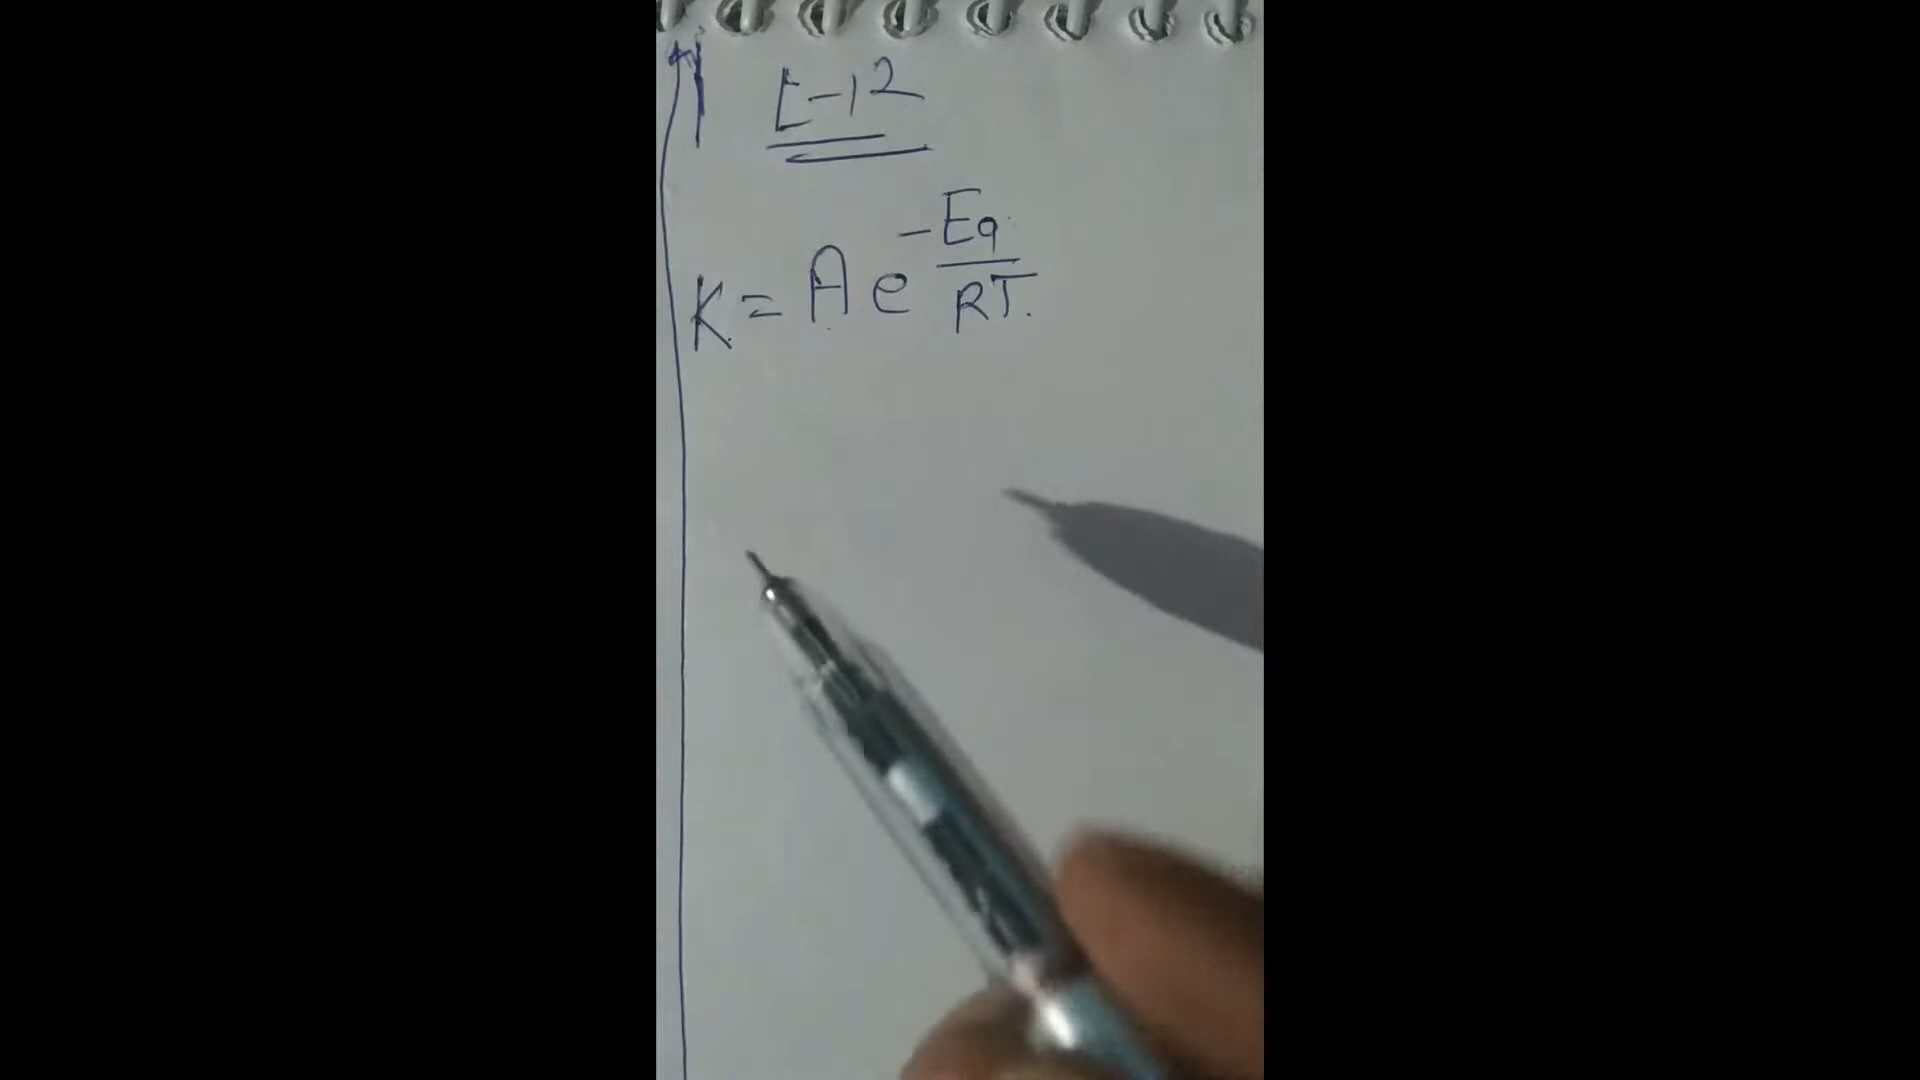 L-12
K = A e^{-Ea/RT}